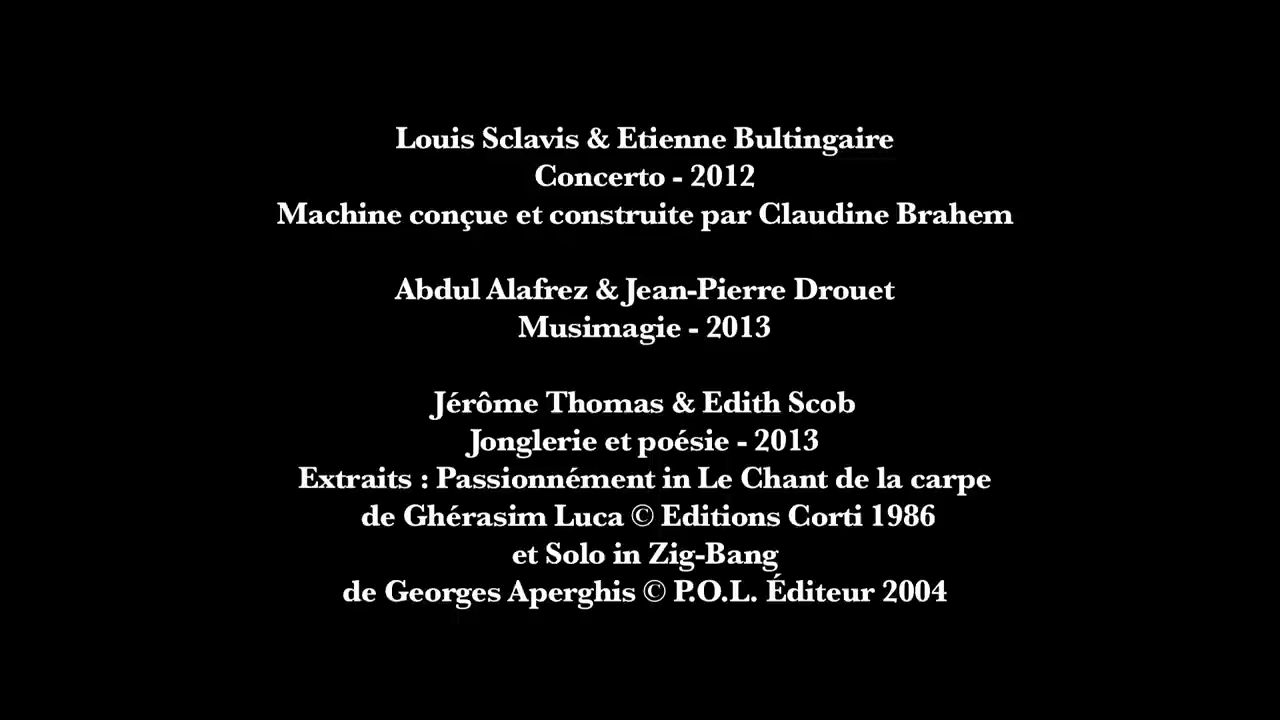 Louis Sclavis & Etienne Bultingaire
Concerto - 2012
Machine conçue et construite par Claudine Brahem
Abdul Alafrez & Jean-Pierre Drouet
Musimagie - 2013
Jérôme Thomas & Edith Scob
Jonglerie et poésie - 2013
Extraits : Passionnément in Le Chant de la carpe
de Ghérasim Luca © Editions Corti 1986
et Solo in Zig-Bang
de Georges Aperghis © P.O.L. Éditeur 2004